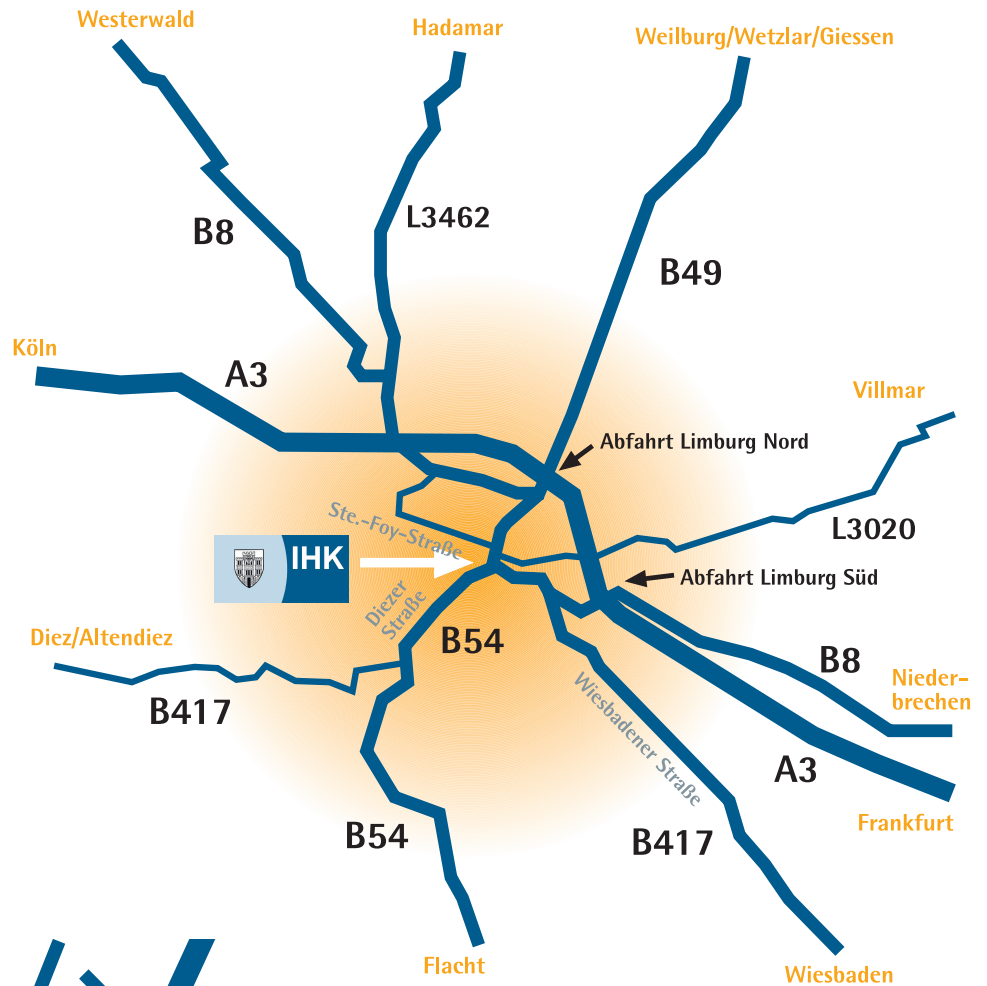 Westerwald
Hadamar
Weilburg/Wetzlar/Giessen
L3462
B8
B49
Köln
A3
Villmar
Abfahrt Limburg Nord
Ste.-Foy-Straße
L3020
IHK
Abfahrt Limburg Süd
Diezer
Straße
Diez/Altendiez
B54
B8
Nieder-
brechen
B417
Wiesbadener Straße
A3
Frankfurt
B54
B417
Flacht
Wiesbaden